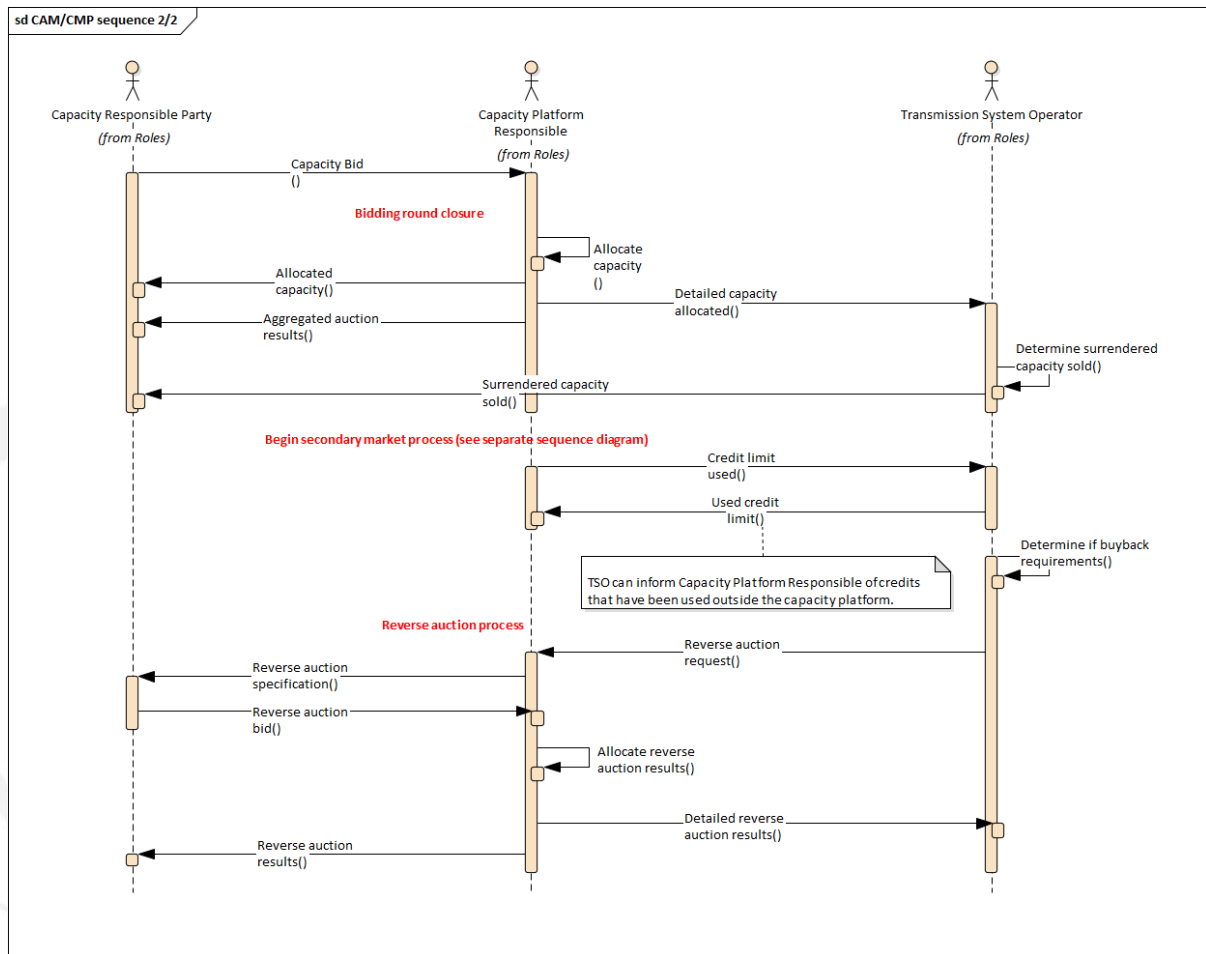 sd CAM/CMP sequence 2/2
Capacity Responsible Party
(from Roles)
Capacity Platform
Responsible
(from Roles)
Transmission System Operator
(from Roles)
Capacity Bid
()
Bidding round closure
Allocate
capacity
()
Allocated
capacity()
Detailed capacity
allocated()
Aggregated auction
results()
Determine surrendered
capacity sold()
Surrendered capacity
sold()
Begin secondary market process (see separate sequence diagram)
Credit limit
used()
Used credit
limit()
Determine if buyback
requirements()
TSO can inform Capacity Platform Responsible of credits
that have been used outside the capacity platform.
Reverse auction process
Reverse auction
request()
Reverse auction
specification()
Reverse auction
bid()
Allocate reverse
auction results()
Detailed reverse
auction results()
Reverse auction
results()